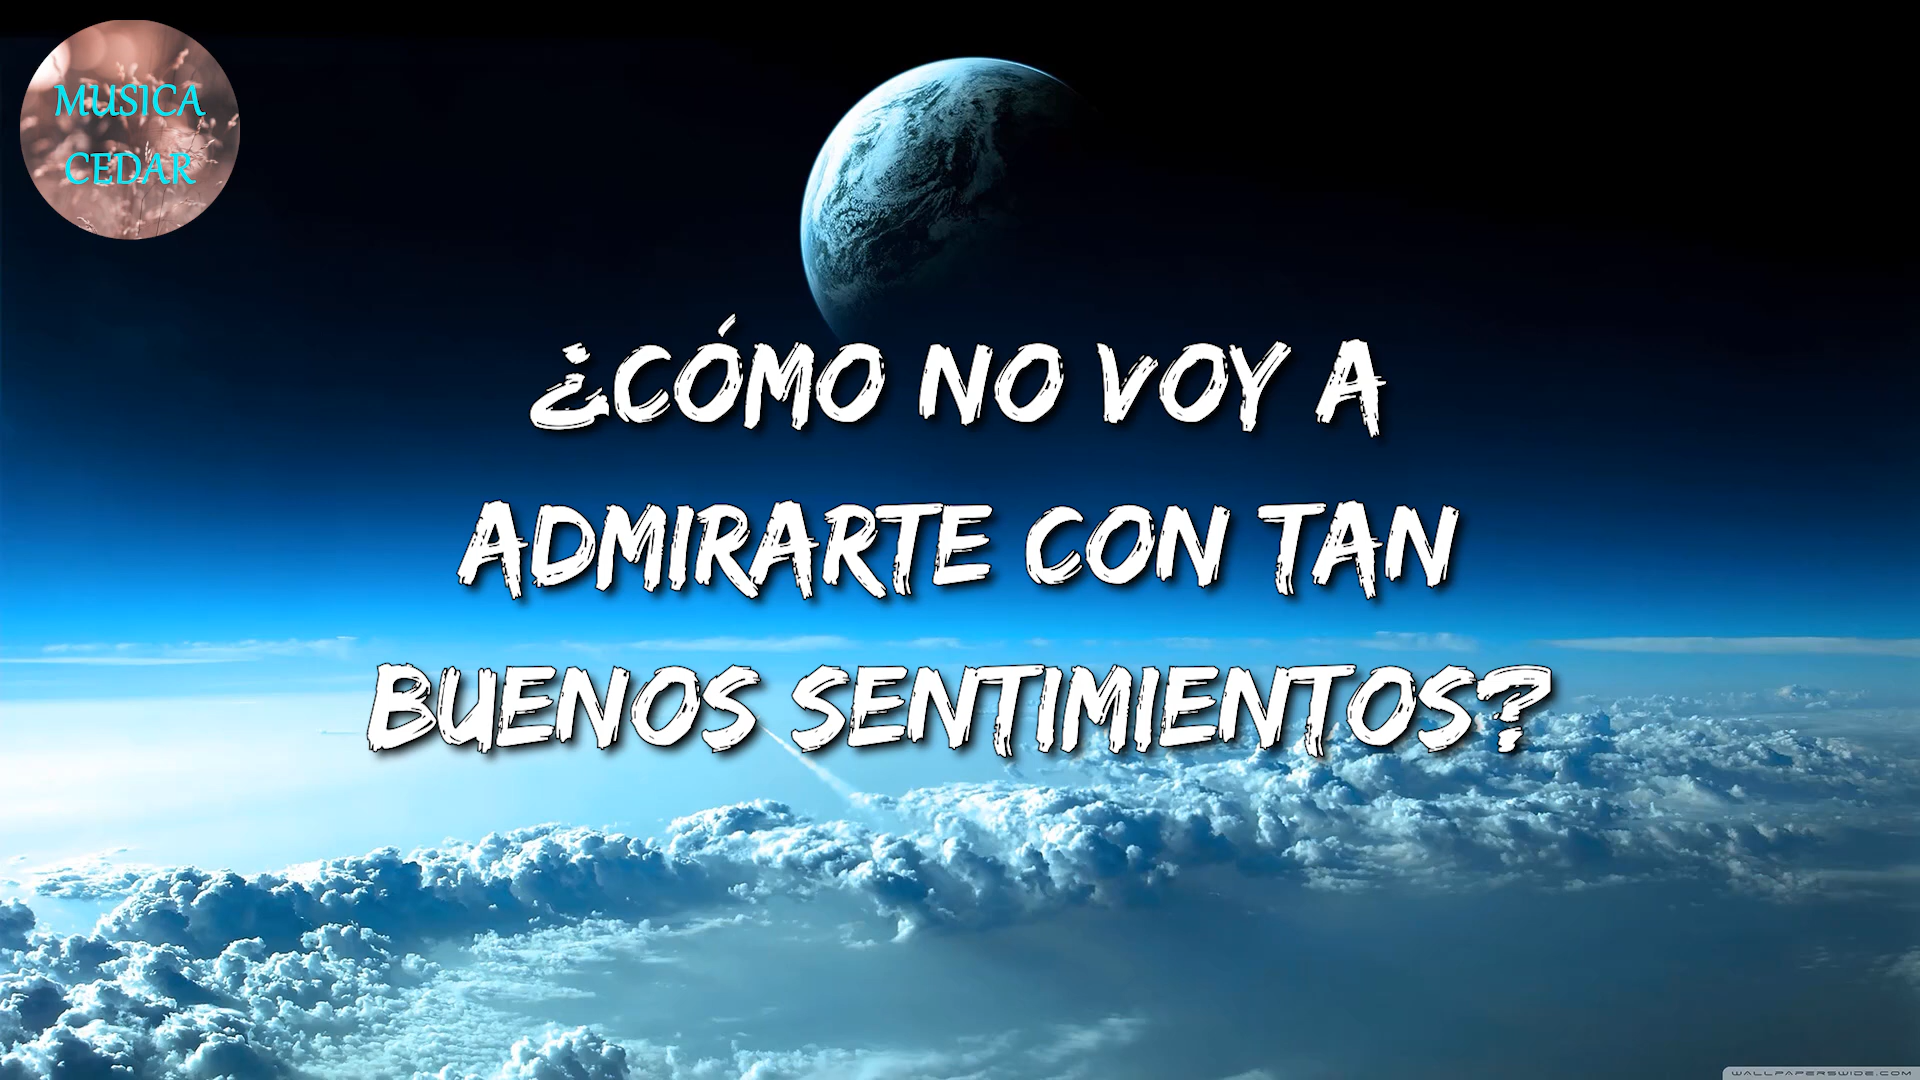 MUSICA
CEDAR
¿CÓMO NO VOY A
ADMIRARTE CON TAN
BUENOS SENTIMIENTOS?
WALLPAPERSWIDE.COM